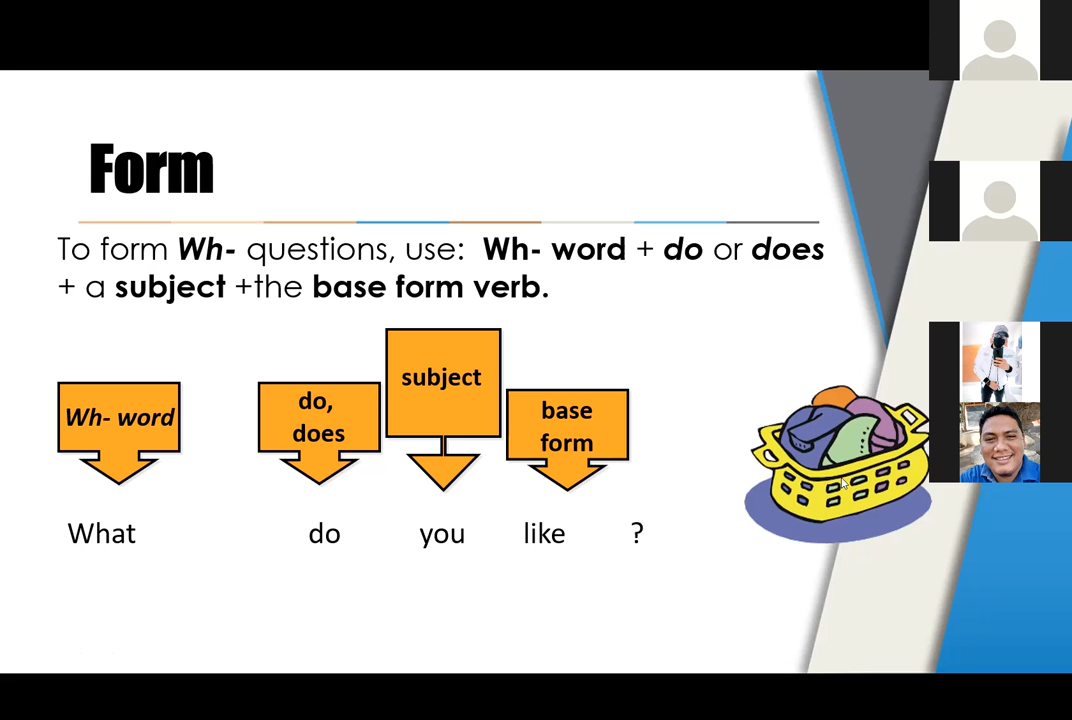 Form
To form Wh- questions, use: Wh- word + do or does
+ a subject +the base form verb.
Wh- word
do,
does
subject
base
form
What do you like ?